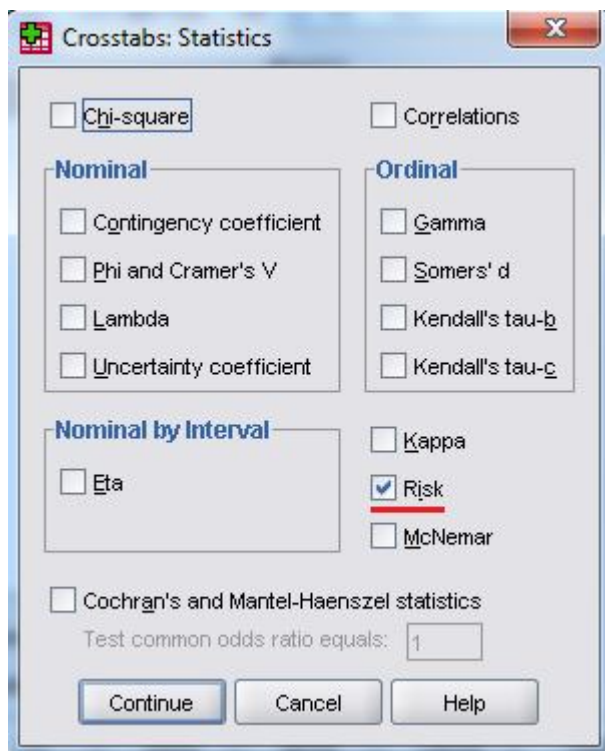 Crosstabs: Statistics
Chi-square
Correlations
Nominal
Contingency coefficient
Phi and Cramer's V
Lambda
Uncertainty coefficient
Ordinal
Gamma
Somers' d
Kendall's tau-b
Kendall's tau-c
Nominal by Interval
Eta
Kappa
Risk
McNemar
Cochran's and Mantel-Haenszel statistics
Test common odds ratio equals: 1
Continue Cancel Help